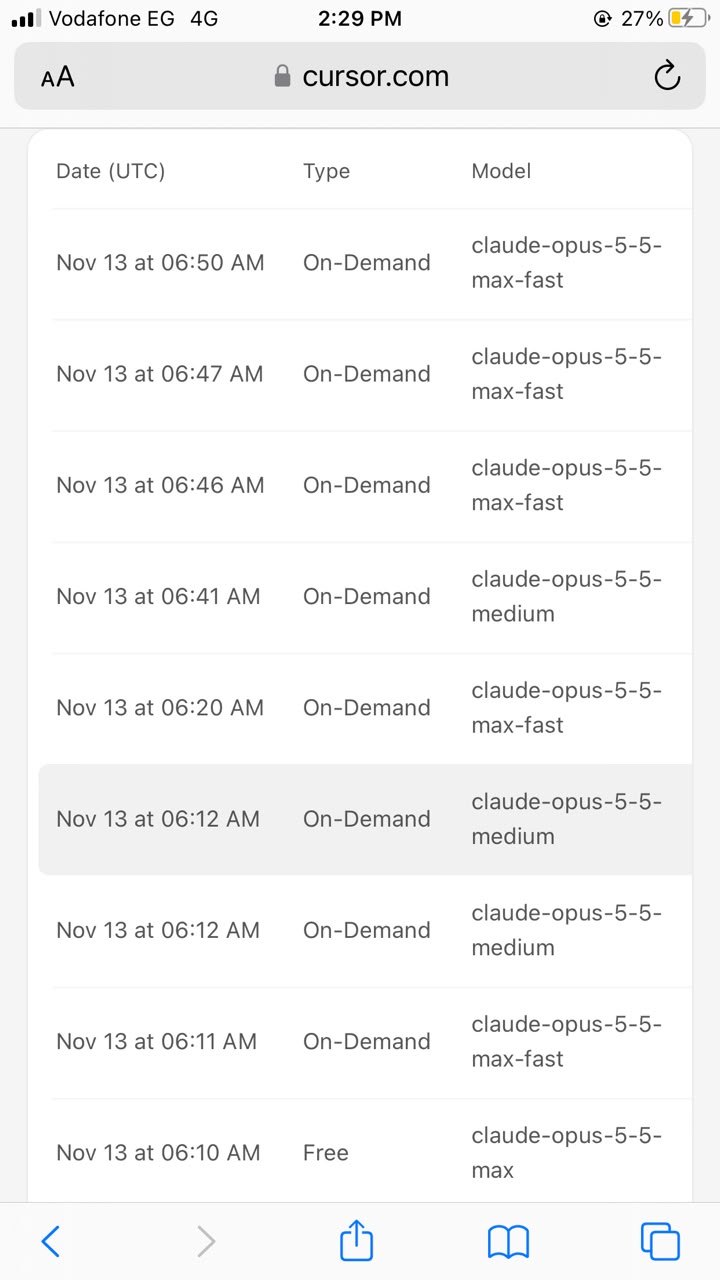 Vodafone EG 4G 2:29 PM 27%
AA cursor.com
Date (UTC) Type Model
Nov 13 at 06:50 AM On-Demand claude-opus-5-5-
max-fast
Nov 13 at 06:47 AM On-Demand claude-opus-5-5-
max-fast
Nov 13 at 06:46 AM On-Demand claude-opus-5-5-
max-fast
Nov 13 at 06:41 AM On-Demand claude-opus-5-5-
medium
Nov 13 at 06:20 AM On-Demand claude-opus-5-5-
max-fast
Nov 13 at 06:12 AM On-Demand claude-opus-5-5-
medium
Nov 13 at 06:12 AM On-Demand claude-opus-5-5-
medium
Nov 13 at 06:11 AM On-Demand claude-opus-5-5-
max-fast
Nov 13 at 06:10 AM Free claude-opus-5-5-
max